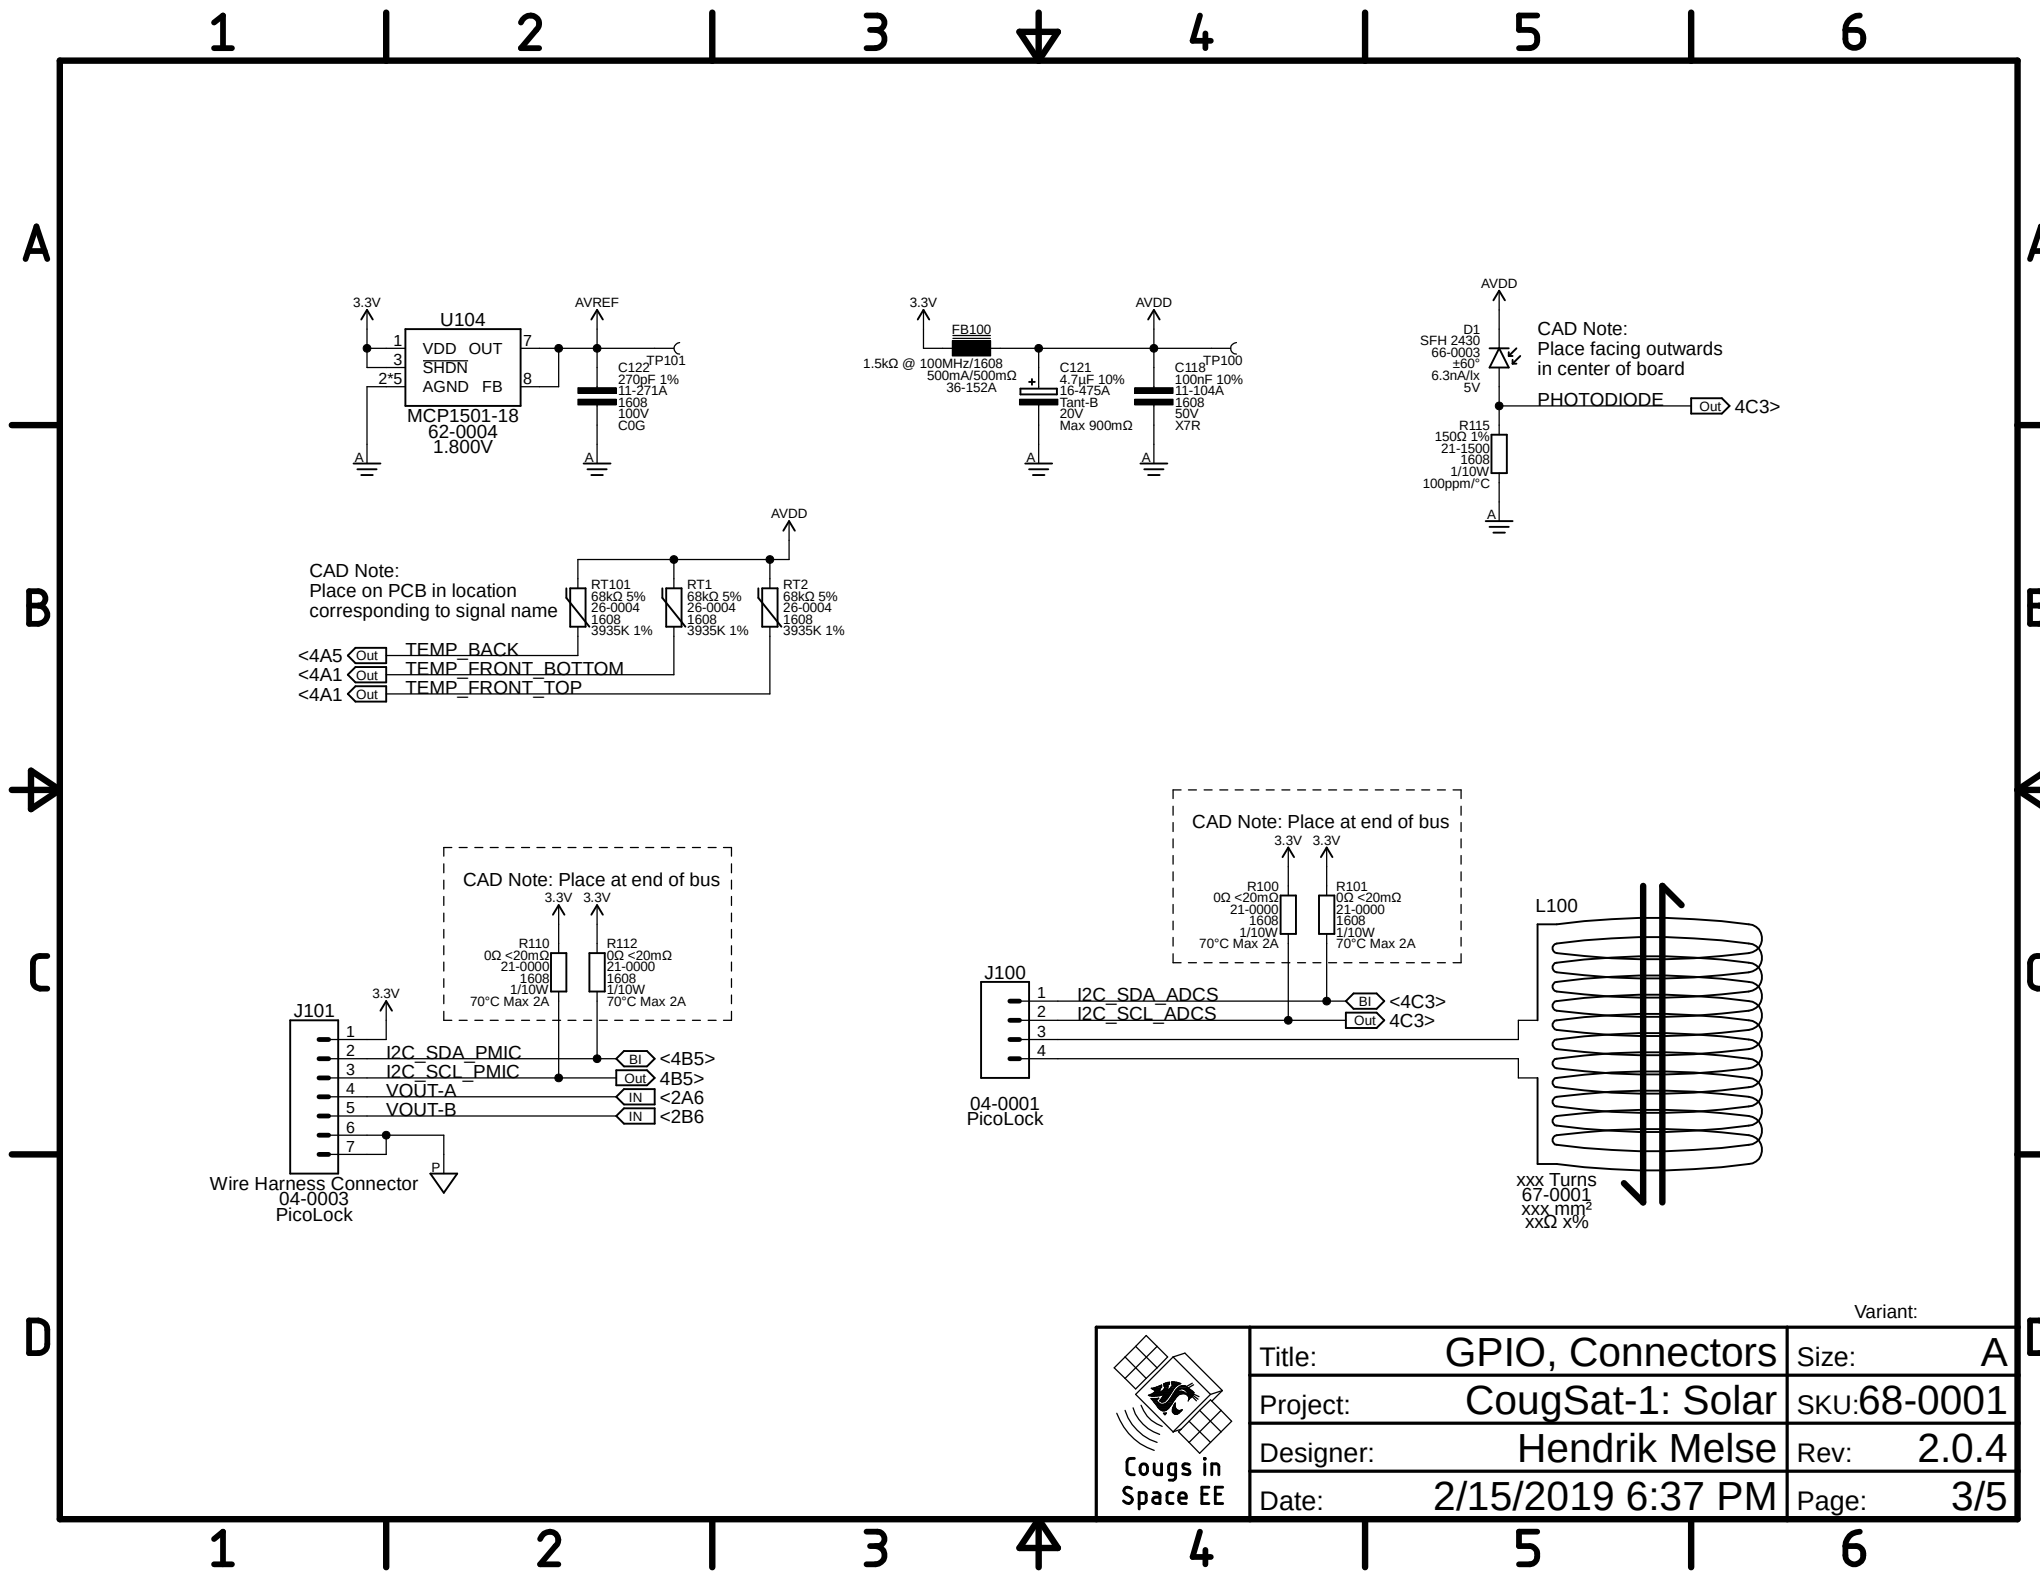 1 2 3 4 5 6
A
B
C
D
3.3V
U104
1 VDD OUT 7
3 SHDN
2*5 AGND FB 8
MCP1501-18
62-0004
1.800V
A
AVREF
TP101
C122
270pF 1%
11-271A
1608
100V
C0G
A
3.3V
FB100
1.5kΩ @ 100MHz/1608
500mA/500mΩ
36-152A
C121
4.7µF 10%
16-475A
Tant-B
20V
Max 900mΩ
+
A
AVDD
TP100
C118
100nF 10%
11-104A
1608
50V
X7R
A
AVDD
D1
SFH 2430
66-0003
±60°
6.3nA/lx
5V
CAD Note:
Place facing outwards
in center of board
PHOTODIODE Out 4C3>
R115
150Ω 1%
21-1500
1608
1/10W
100ppm/°C
A
AVDD
CAD Note:
Place on PCB in location
corresponding to signal name
RT101
68kΩ 5%
26-0004
1608
3935K 1%
RT1
68kΩ 5%
26-0004
1608
3935K 1%
RT2
68kΩ 5%
26-0004
1608
3935K 1%
<4A5 Out TEMP_BACK
<4A1 Out TEMP_FRONT_BOTTOM
<4A1 Out TEMP_FRONT_TOP
CAD Note: Place at end of bus
3.3V 3.3V
R110
0Ω <20mΩ
21-0000
1608
1/10W
70°C Max 2A
R112
0Ω <20mΩ
21-0000
1608
1/10W
70°C Max 2A
3.3V
J101
1
2 I2C_SDA_PMIC BI <4B5>
3 I2C_SCL_PMIC Out 4B5>
4 VOUT-A IN <2A6
5 VOUT-B IN <2B6
6
7
P
Wire Harness Connector
04-0003
PicoLock
CAD Note: Place at end of bus
3.3V 3.3V
R100
0Ω <20mΩ
21-0000
1608
1/10W
70°C Max 2A
R101
0Ω <20mΩ
21-0000
1608
1/10W
70°C Max 2A
J100
1 I2C_SDA_ADCS BI <4C3>
2 I2C_SCL_ADCS Out 4C3>
3
4
04-0001
PicoLock
L100
xxx Turns
67-0001
xxx mm²
xxΩ x%
Variant:
Cougs in
Space EE
Title: GPIO, Connectors Size: A
Project: CougSat-1: Solar SKU:68-0001
Designer: Hendrik Melse Rev: 2.0.4
Date: 2/15/2019 6:37 PM Page: 3/5
1 2 3 4 5 6